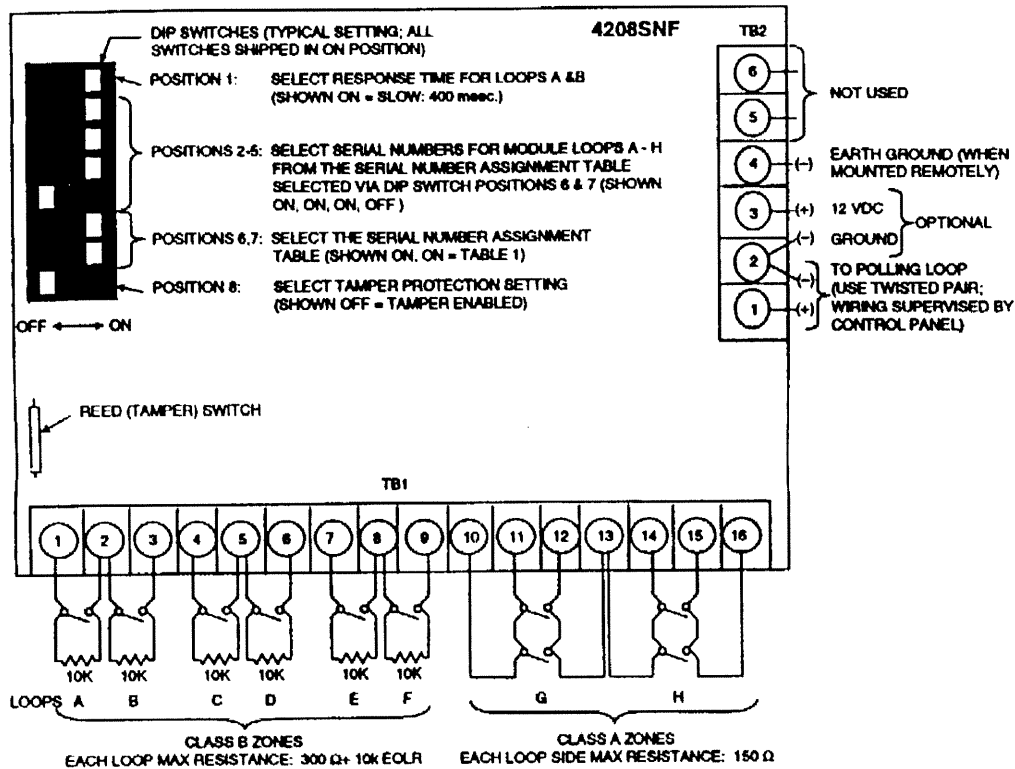 4208SNF
DIP SWITCHES (TYPICAL SETTING; ALL
SWITCHES SHIPPED IN ON POSITION)
POSITION 1: SELECT RESPONSE TIME FOR LOOPS A &B
(SHOWN ON = SLOW: 400 msec.)
POSITIONS 2-5: SELECT SERIAL NUMBERS FOR MODULE LOOPS A - H
FROM THE SERIAL NUMBER ASSIGNMENT TABLE
SELECTED VIA DIP SWITCH POSITIONS 6 & 7 (SHOWN
ON, ON, ON, OFF )
POSITIONS 6,7: SELECT THE SERIAL NUMBER ASSIGNMENT
TABLE (SHOWN ON, ON = TABLE 1)
POSITION 8: SELECT TAMPER PROTECTION SETTING
(SHOWN OFF = TAMPER ENABLED)
OFF ON
REED (TAMPER) SWITCH
TB2
6
5
NOT USED
4 (-) EARTH GROUND (WHEN
MOUNTED REMOTELY)
3 (+) 12 VDC
(-) GROUND
OPTIONAL
2 (-)
1 (+)
TO POLLING LOOP
(USE TWISTED PAIR;
WIRING SUPERVISED BY
CONTROL PANEL)
TB1
1 2 3 4 5 6 7 8 9 10 11 12 13 14 15 16
10K 10K 10K 10K 10K 10K
LOOPS A B C D E F G H
CLASS B ZONES
EACH LOOP MAX RESISTANCE: 300 Ω+ 10k EOLR
CLASS A ZONES
EACH LOOP SIDE MAX RESISTANCE: 150 Ω